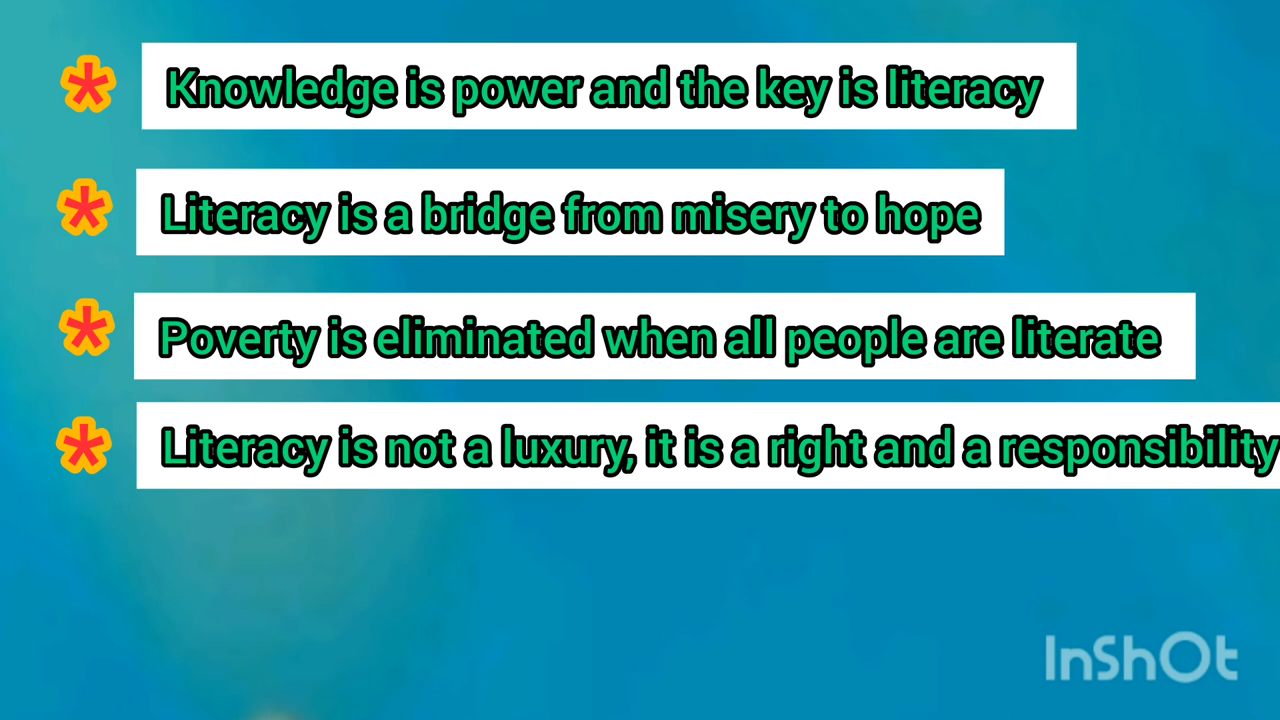 * Knowledge is power and the key is literacy
* Literacy is a bridge from misery to hope
* Poverty is eliminated when all people are literate
* Literacy is not a luxury, it is a right and a responsibility
InShOt